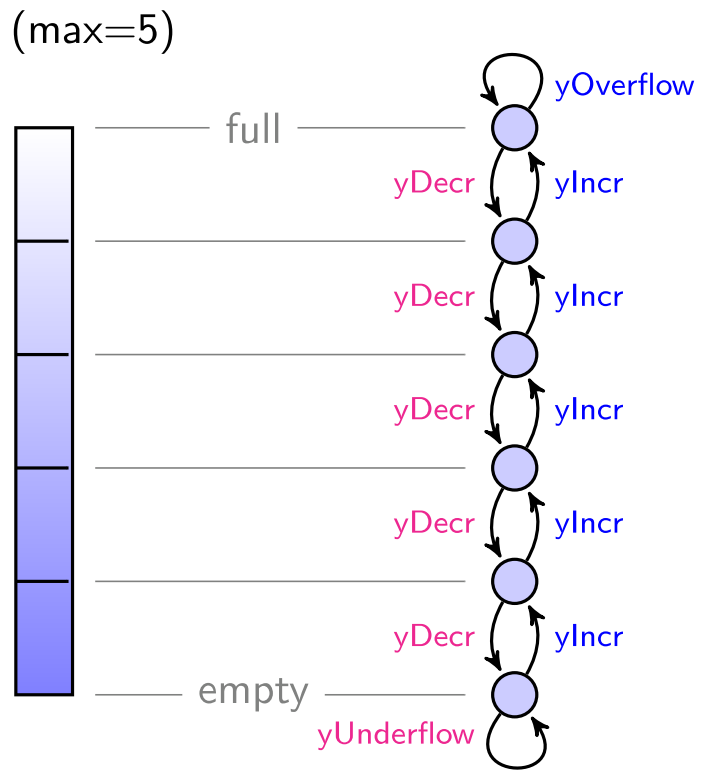 (max=5)
yOverflow
full
yDecr yIncr
yDecr yIncr
yDecr yIncr
yDecr yIncr
yDecr yIncr
empty
yUnderflow